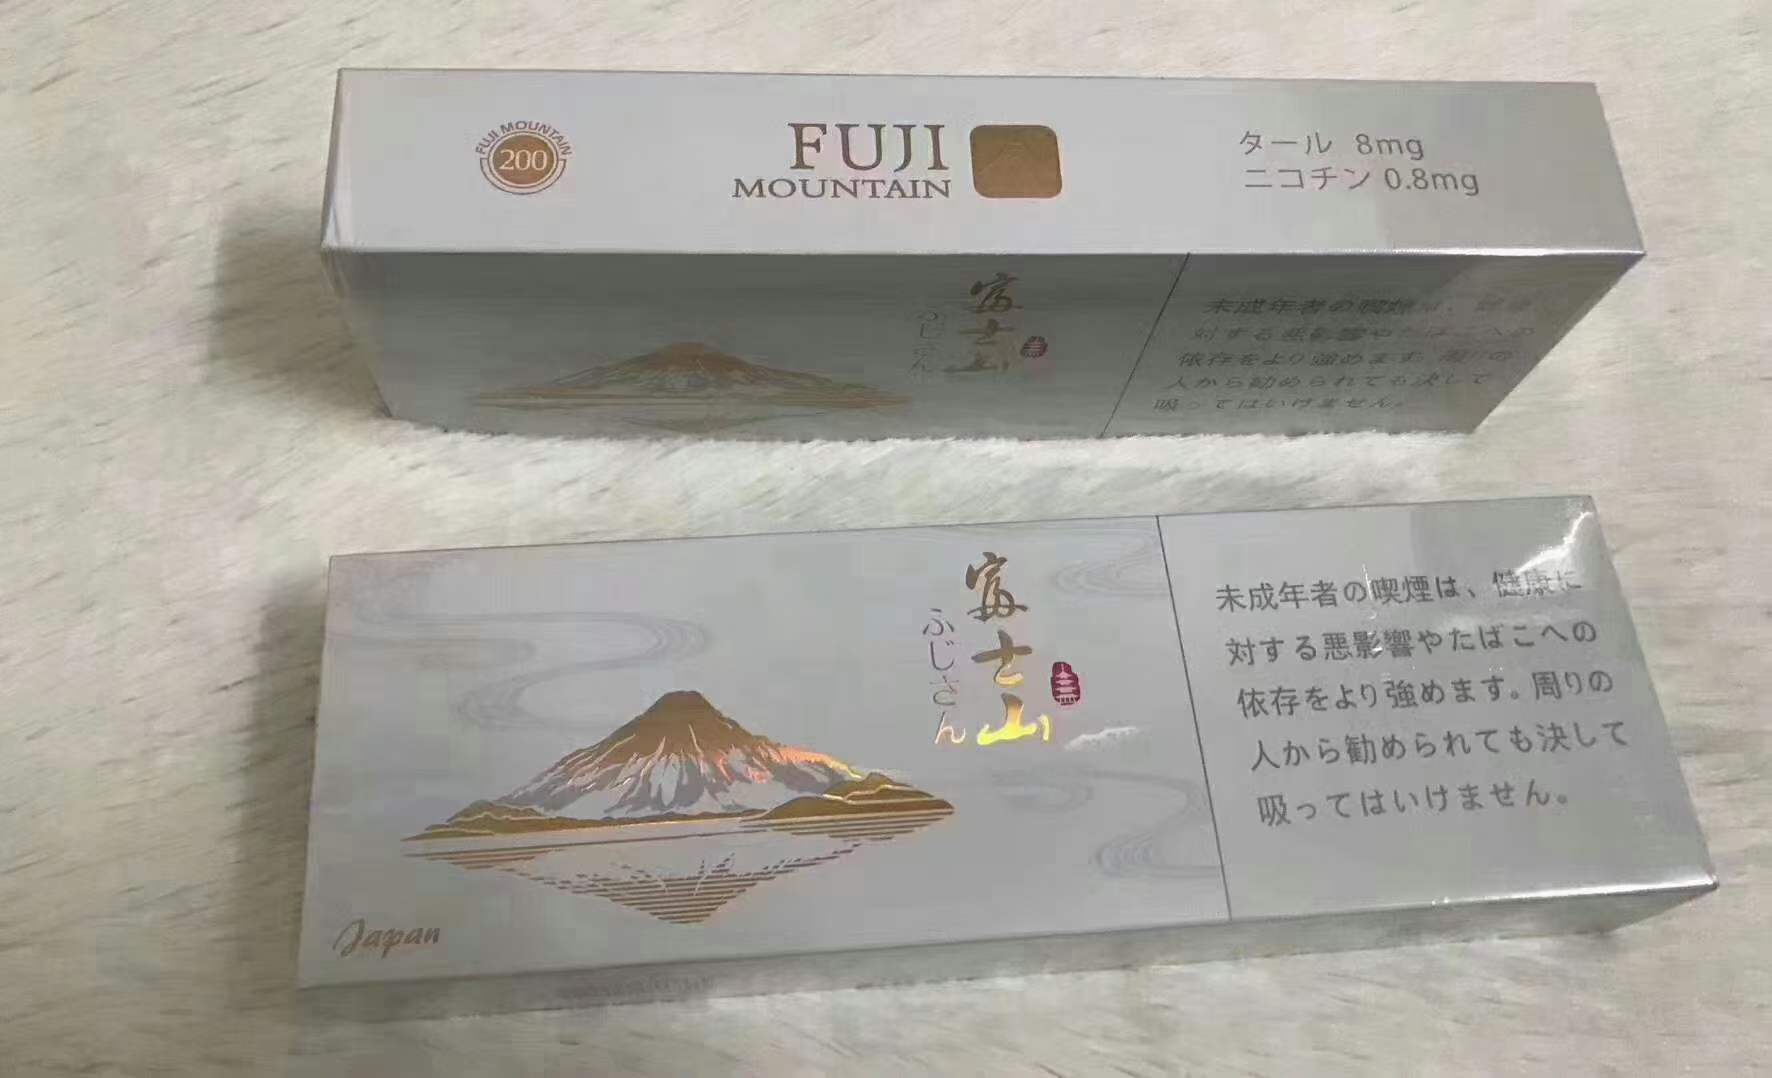 FUJI MOUNTAIN
200
FUJI
MOUNTAIN
タール 8mg
ニコチン 0.8mg
富士山
ふじさん
未成年者の喫煙は、健康
対する悪影響やたばこへの
依存をより強めます。周りの
人から勧められても決して
吸ってはいけません。
富士山
ふじさん
未成年者の喫煙は、健康に
対する悪影響やたばこへの
依存をより強めます。周りの
人から勧められても決して
吸ってはいけません。
Japan